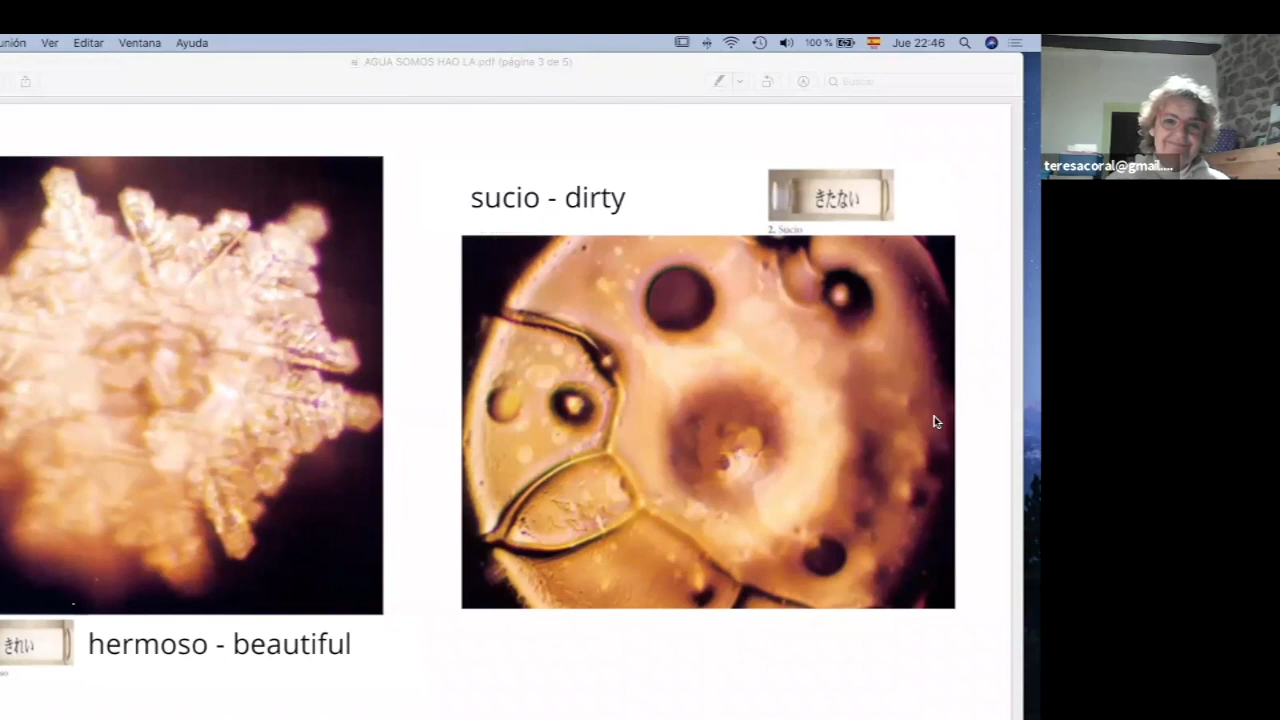 unión Ver Editar Ventana Ayuda 100 % Jue 22:46
AGUA SOMOS HAO LA.pdf (página 3 de 5)
Buscar
teresacoral@gmail....
sucio - dirty
きたない
2. Sucio
きれい
hermoso - beautiful
so